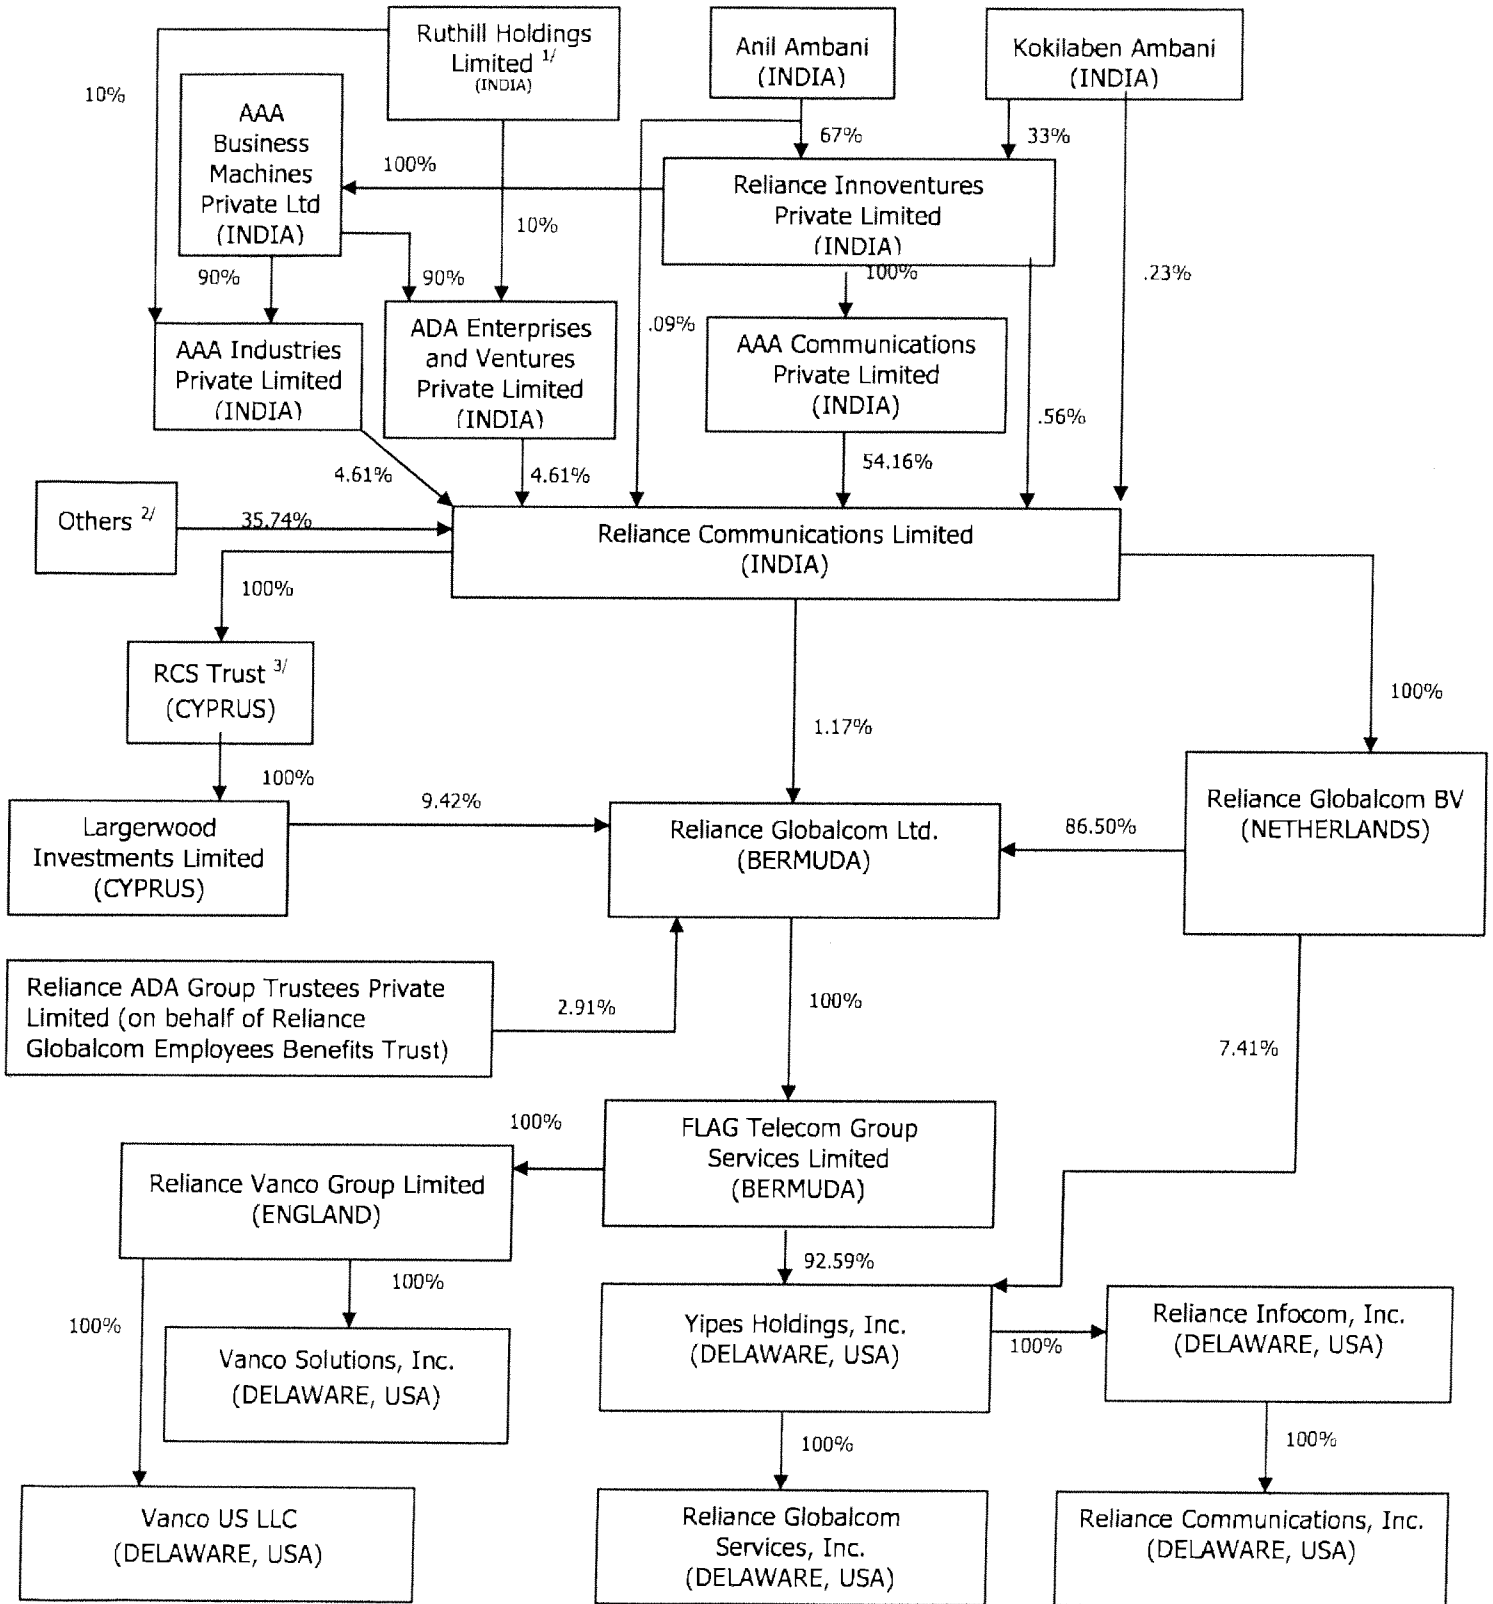 Ruthill Holdings
Limited 1/
(INDIA)
Anil Ambani
(INDIA)
Kokilaben Ambani
(INDIA)
10%
AAA
Business
Machines
Private Ltd
(INDIA)
100%
67%
33%
Reliance Innoventures
Private Limited
(INDIA)
10%
90%
90%
100%
.23%
AAA Industries
Private Limited
(INDIA)
ADA Enterprises
and Ventures
Private Limited
(INDIA)
.09%
AAA Communications
Private Limited
(INDIA)
.56%
4.61%
4.61%
54.16%
Others 2/
35.74%
Reliance Communications Limited
(INDIA)
100%
RCS Trust 3/
(CYPRUS)
100%
1.17%
100%
Largerwood
Investments Limited
(CYPRUS)
9.42%
Reliance Globalcom Ltd.
(BERMUDA)
86.50%
Reliance Globalcom BV
(NETHERLANDS)
Reliance ADA Group Trustees Private
Limited (on behalf of Reliance
Globalcom Employees Benefits Trust)
2.91%
100%
7.41%
100%
FLAG Telecom Group
Services Limited
(BERMUDA)
Reliance Vanco Group Limited
(ENGLAND)
92.59%
100%
100%
Vanco Solutions, Inc.
(DELAWARE, USA)
Yipes Holdings, Inc.
(DELAWARE, USA)
100%
Reliance Infocom, Inc.
(DELAWARE, USA)
100%
100%
Vanco US LLC
(DELAWARE, USA)
Reliance Globalcom
Services, Inc.
(DELAWARE, USA)
Reliance Communications, Inc.
(DELAWARE, USA)